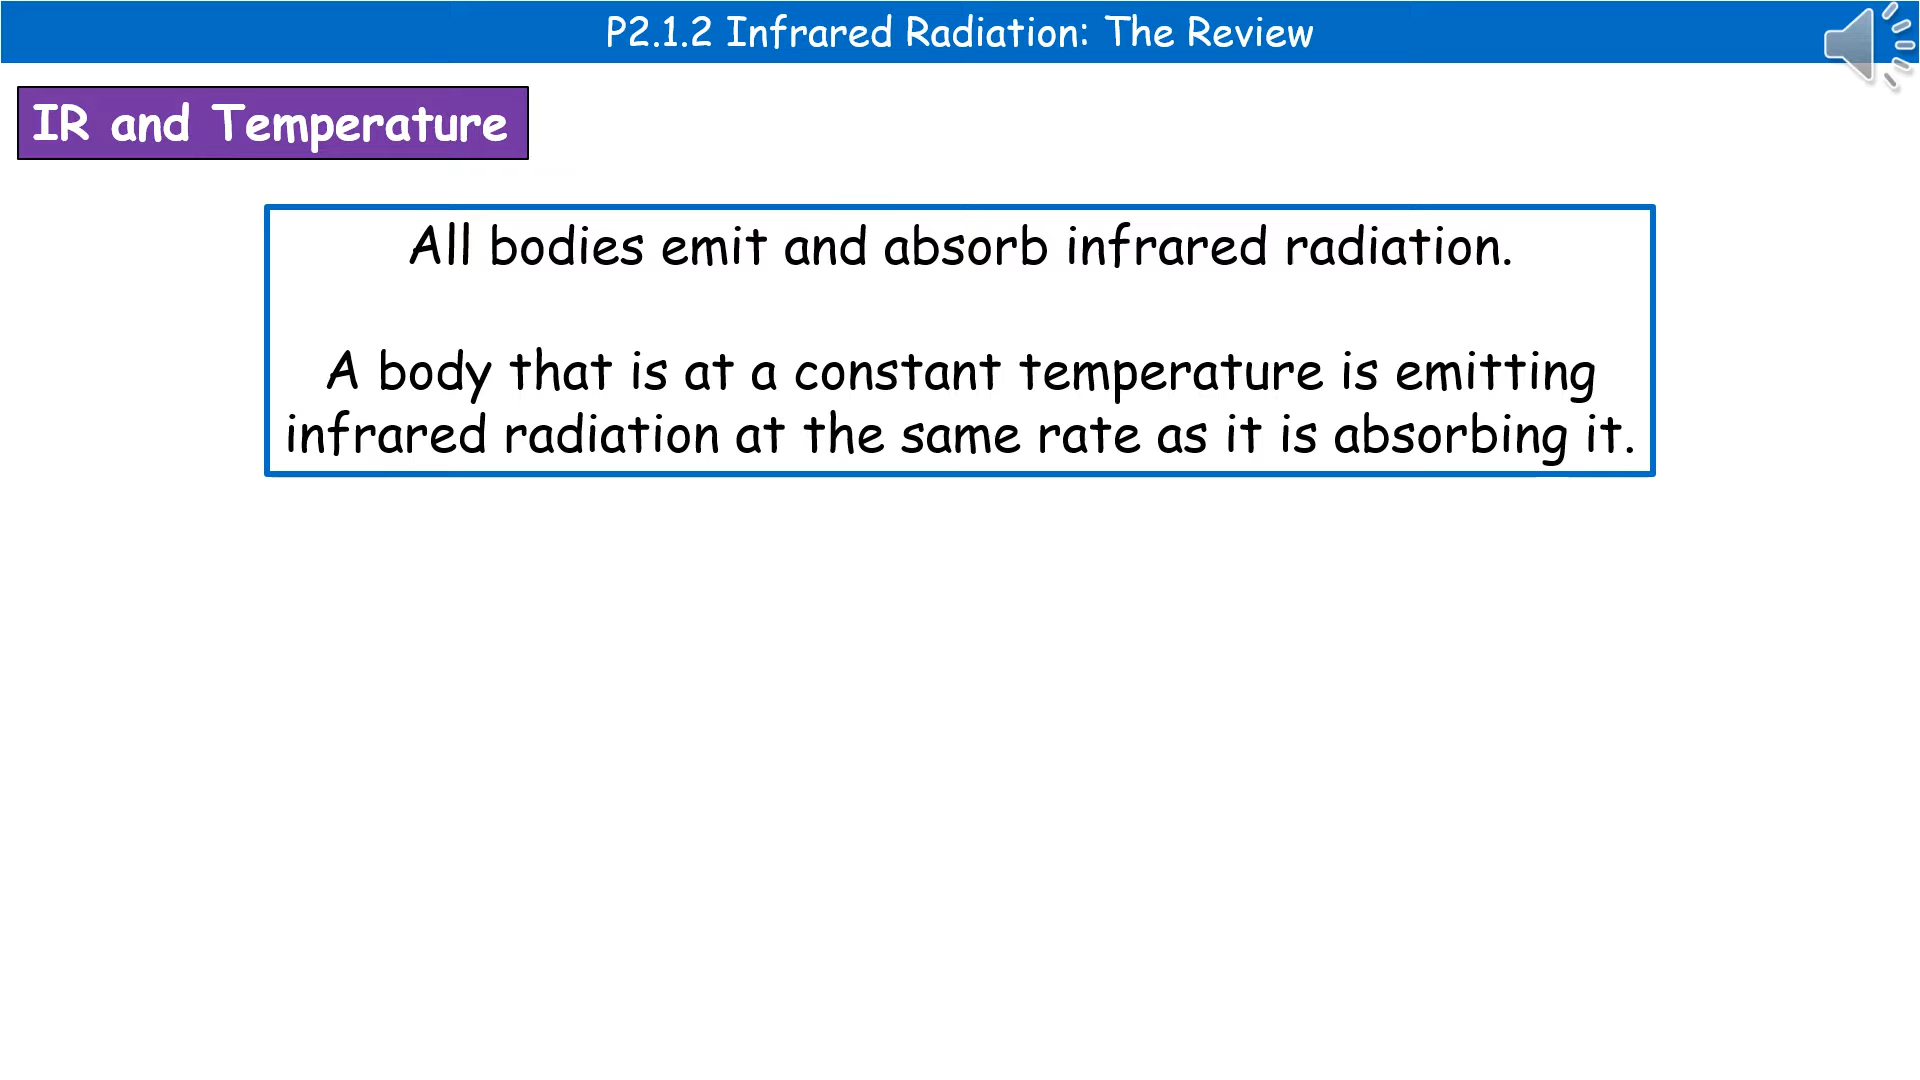 P2.1.2 Infrared Radiation: The Review
IR and Temperature
All bodies emit and absorb infrared radiation.
A body that is at a constant temperature is emitting
infrared radiation at the same rate as it is absorbing it.